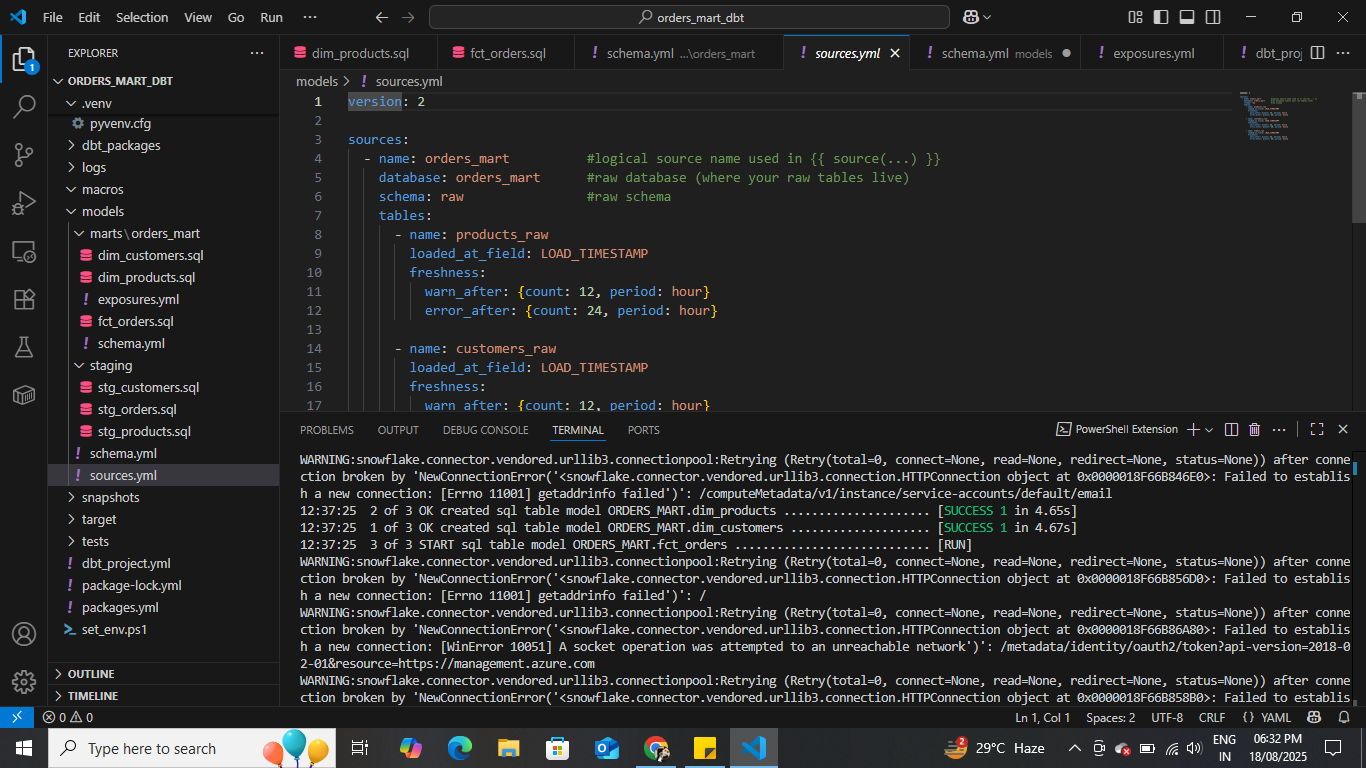 File Edit Selection View Go Run ···
orders_mart_dbt
EXPLORER
ORDERS_MART_DBT
.venv
pyvenv.cfg
dbt_packages
logs
macros
models
marts\orders_mart
dim_customers.sql
dim_products.sql
exposures.yml
fct_orders.sql
schema.yml
staging
stg_customers.sql
stg_orders.sql
stg_products.sql
schema.yml
sources.yml
snapshots
target
tests
dbt_project.yml
package-lock.yml
packages.yml
set_env.ps1
OUTLINE
TIMELINE
dim_products.sql fct_orders.sql schema.yml ...\orders_mart sources.yml schema.yml models exposures.yml dbt_proj
models > sources.yml
1 version: 2
2
3 sources:
4 - name: orders_mart #logical source name used in {{ source(...) }}
5 database: orders_mart #raw database (where your raw tables live)
6 schema: raw #raw schema
7 tables:
8 - name: products_raw
9 loaded_at_field: LOAD_TIMESTAMP
10 freshness:
11 warn_after: {count: 12, period: hour}
12 error_after: {count: 24, period: hour}
13
14 - name: customers_raw
15 loaded_at_field: LOAD_TIMESTAMP
16 freshness:
17 warn_after: {count: 12, period: hour}
PROBLEMS OUTPUT DEBUG CONSOLE TERMINAL PORTS
PowerShell Extension
WARNING:snowflake.connector.vendored.urllib3.connectionpool:Retrying (Retry(total=0, connect=None, read=None, redirect=None, status=None)) after conne
ction broken by 'NewConnectionError('<snowflake.connector.vendored.urllib3.connection.HTTPConnection object at 0x0000018F66B846E0>: Failed to establis
h a new connection: [Errno 11001] getaddrinfo failed')': /computeMetadata/v1/instance/service-accounts/default/email
12:37:25 2 of 3 OK created sql table model ORDERS_MART.dim_products ..................... [SUCCESS 1 in 4.65s]
12:37:25 1 of 3 OK created sql table model ORDERS_MART.dim_customers .................... [SUCCESS 1 in 4.67s]
12:37:25 3 of 3 START sql table model ORDERS_MART.fct_orders ............................ [RUN]
WARNING:snowflake.connector.vendored.urllib3.connectionpool:Retrying (Retry(total=0, connect=None, read=None, redirect=None, status=None)) after conne
ction broken by 'NewConnectionError('<snowflake.connector.vendored.urllib3.connection.HTTPConnection object at 0x0000018F66B856D0>: Failed to establis
h a new connection: [Errno 11001] getaddrinfo failed')': /
WARNING:snowflake.connector.vendored.urllib3.connectionpool:Retrying (Retry(total=0, connect=None, read=None, redirect=None, status=None)) after conne
ction broken by 'NewConnectionError('<snowflake.connector.vendored.urllib3.connection.HTTPConnection object at 0x0000018F66B86A80>: Failed to establis
h a new connection: [WinError 10051] A socket operation was attempted to an unreachable network')': /metadata/identity/oauth2/token?api-version=2018-0
2-01&resource=https://management.azure.com
WARNING:snowflake.connector.vendored.urllib3.connectionpool:Retrying (Retry(total=0, connect=None, read=None, redirect=None, status=None)) after conne
ction broken by 'NewConnectionError('<snowflake.connector.vendored.urllib3.connection.HTTPConnection object at 0x0000018F66B858B0>: Failed to establis
0 0
Ln 1, Col 1 Spaces: 2 UTF-8 CRLF {} YAML
Type here to search
2
29°C Haze
ENG
IN
06:32 PM
18/08/2025